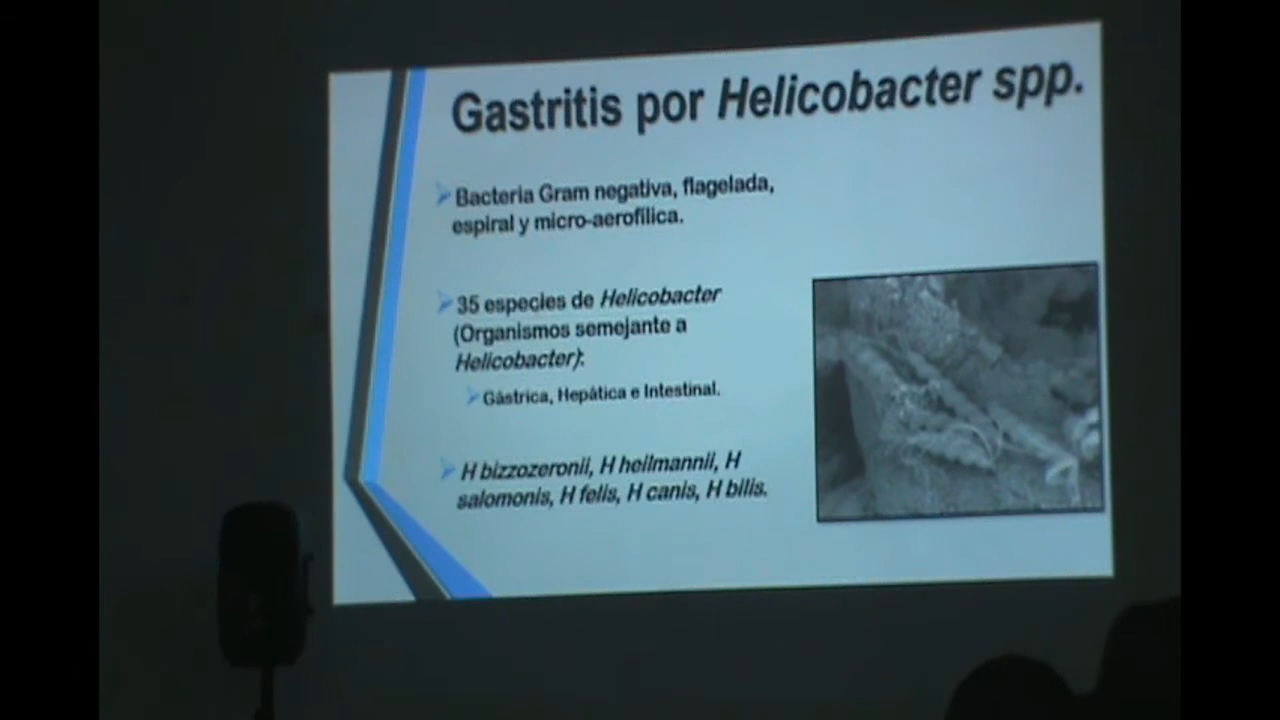 Gastritis por Helicobacter spp.
Bacteria Gram negativa, flagelada,
espiral y micro-aerofílica.
35 especies de Helicobacter
(Organismos semejante a
Helicobacter):
Gástrica, Hepática e Intestinal.
H bizzozeronii, H heilmannii, H
salomonis, H felis, H canis, H bilis.